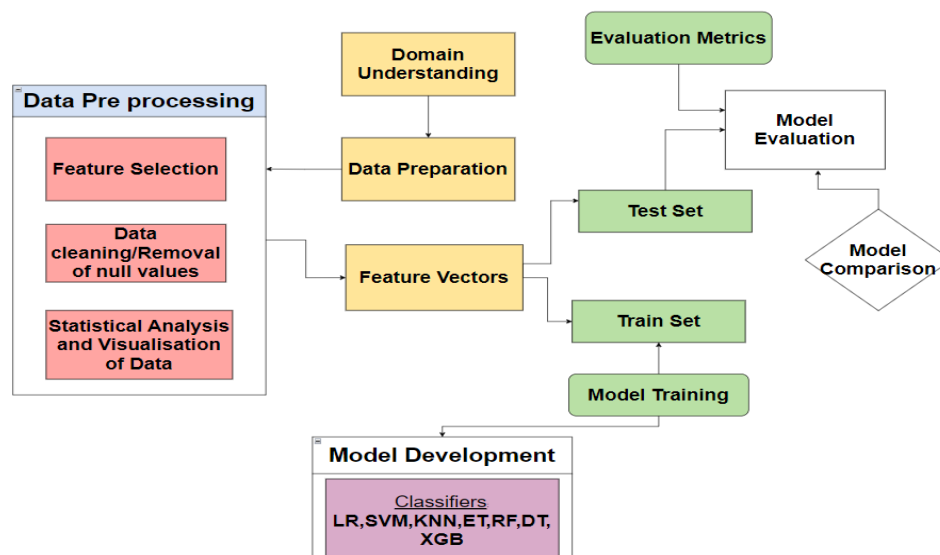 Evaluation Metrics
Domain
Understanding
Data Pre processing
Model
Evaluation
Feature Selection
Data Preparation
Test Set
Data
cleaning/Removal
of null values
Feature Vectors
Model
Comparison
Statistical Analysis
and Visualisation
of Data
Train Set
Model Training
Model Development
Classifiers
LR,SVM,KNN,ET,RF,DT,
XGB